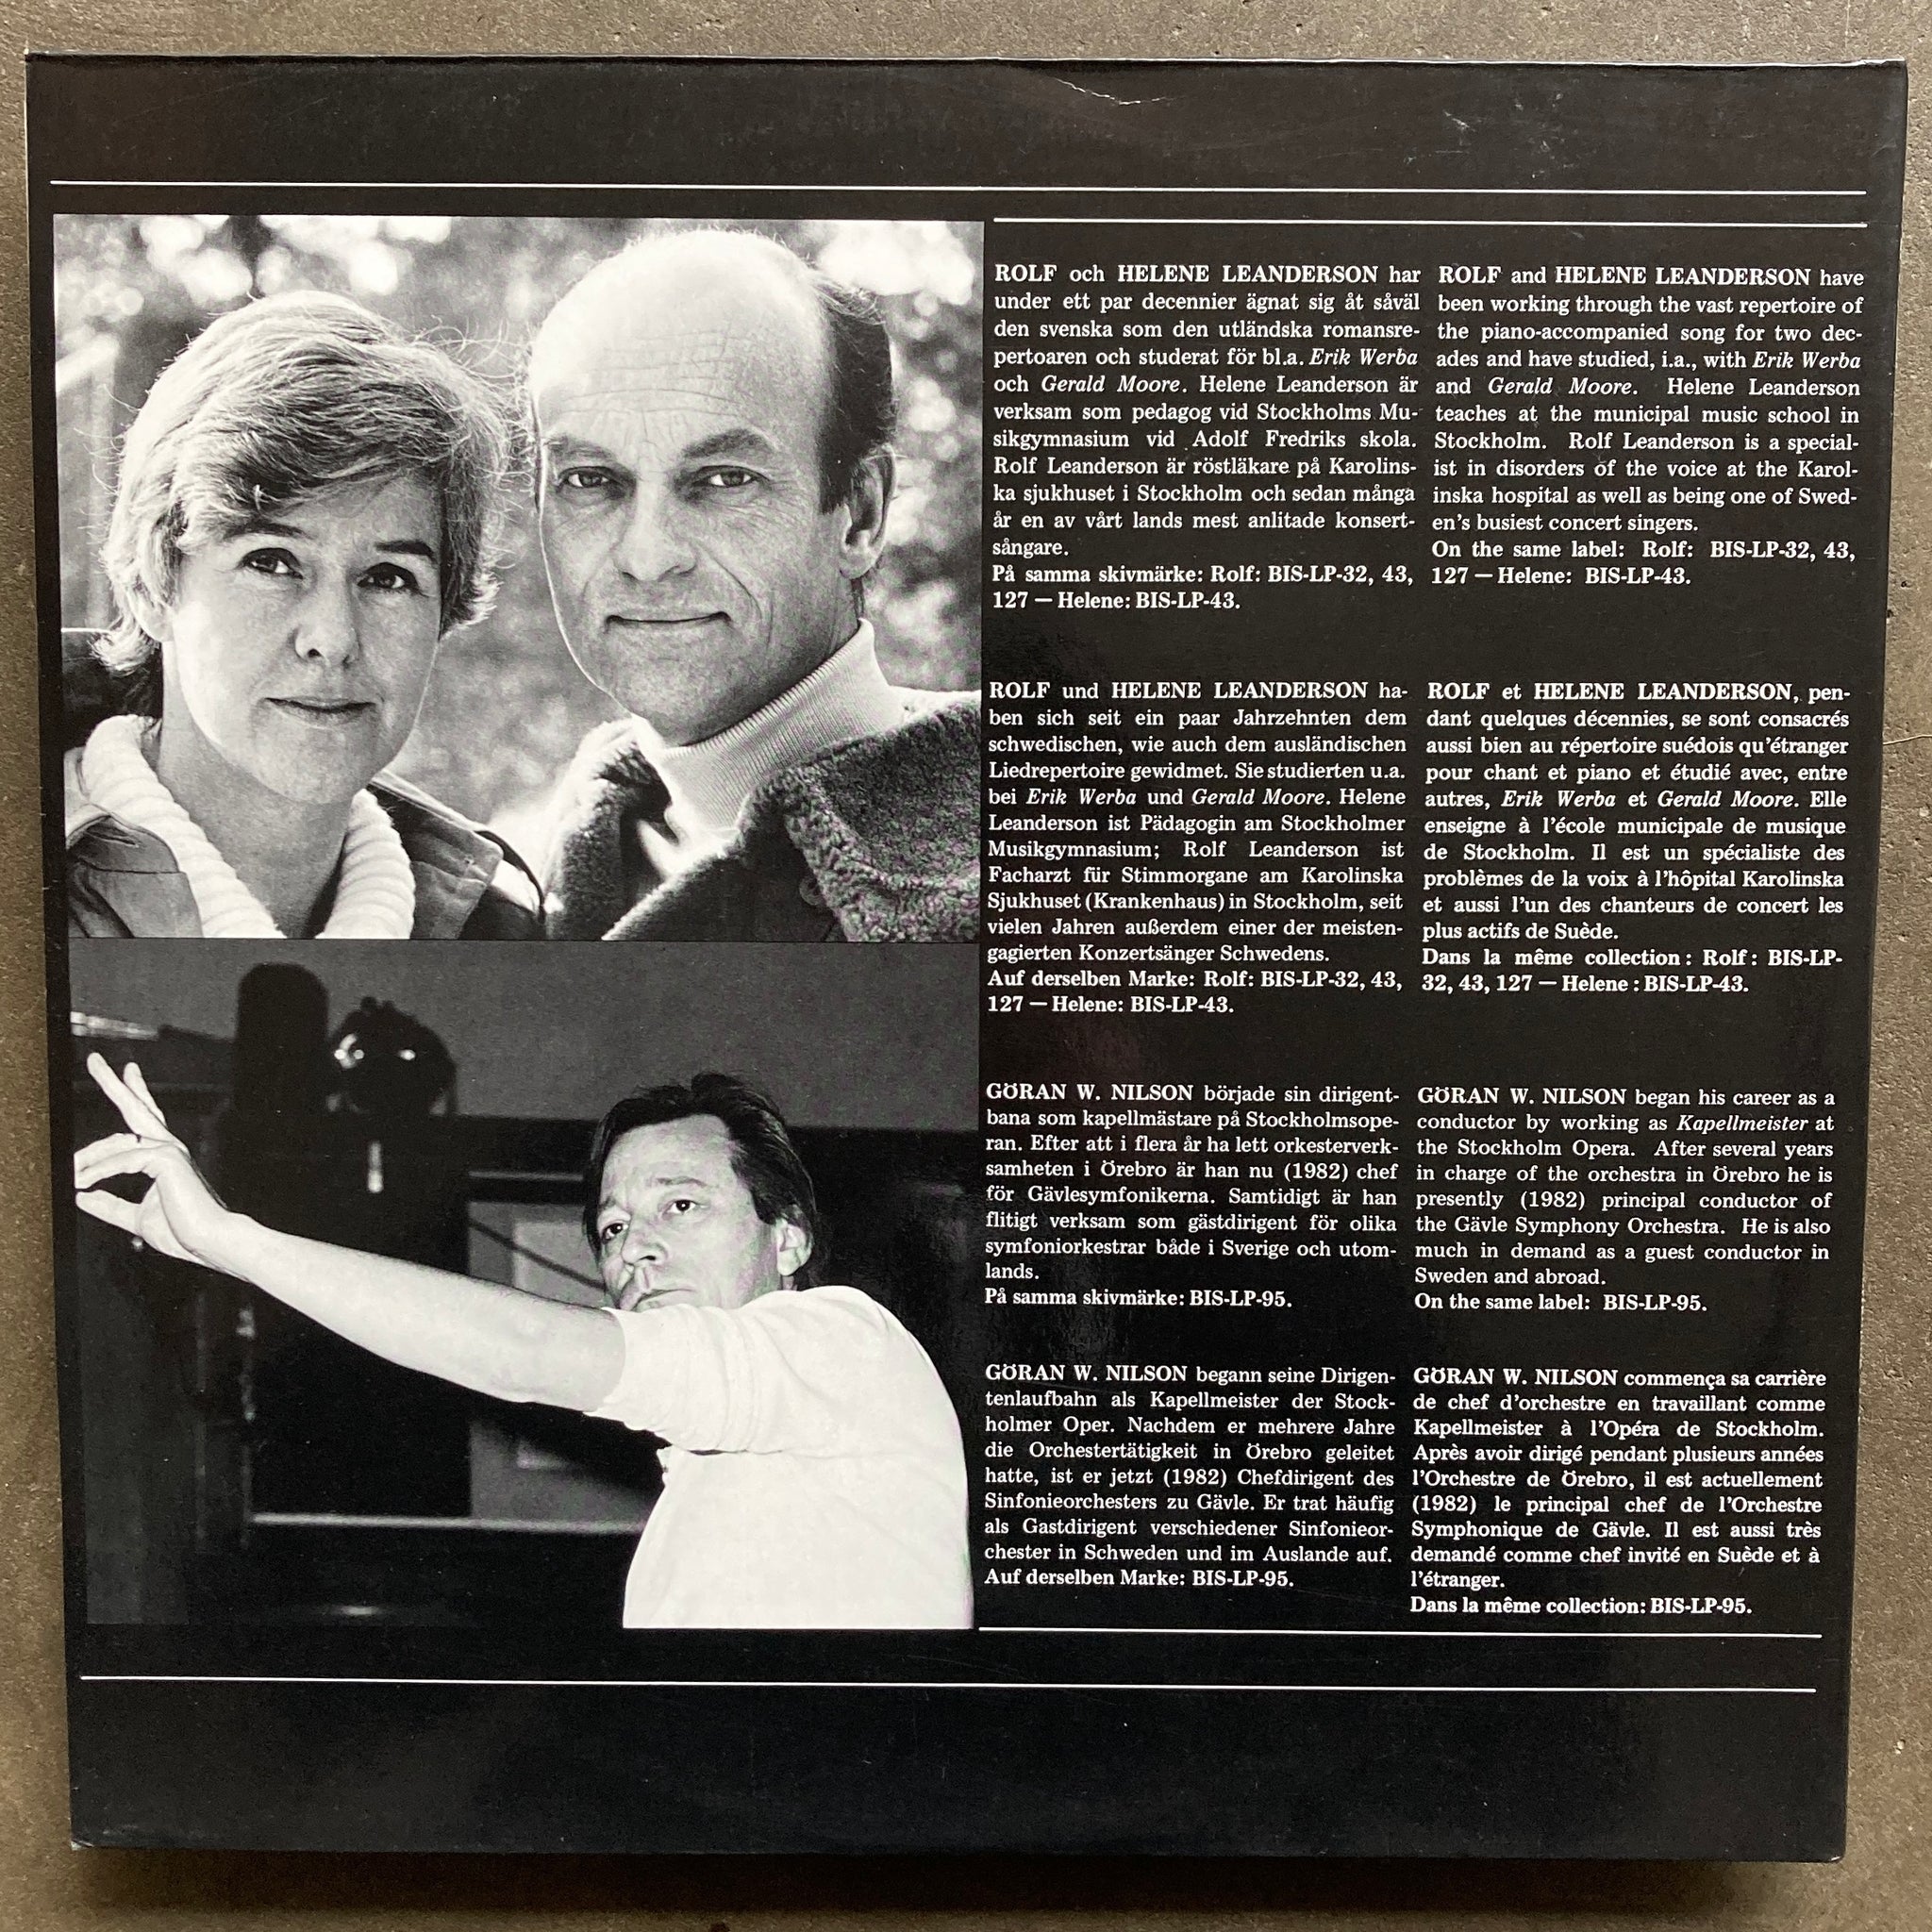 ROLF och HELENE LEANDERSON har
under ett par decennier ägnat sig åt såväl
den svenska som den utländska romansre-
pertoaren och studerat för bl.a. Erik Werba
och Gerald Moore. Helene Leanderson är
verksam som pedagog vid Stockholms Mu-
sikgymnasium vid Adolf Fredriks skola.
Rolf Leanderson är röstläkare på Karolins-
ka sjukhuset i Stockholm och sedan många
år en av vårt lands mest anlitade konsert-
sångare.
På samma skivmärke: Rolf: BIS-LP-32, 43,
127 — Helene: BIS-LP-43.
ROLF and HELENE LEANDERSON have
been working through the vast repertoire of
the piano-accompanied song for two dec-
ades and have studied, i.a., with Erik Werba
and Gerald Moore. Helene Leanderson
teaches at the municipal music school in
Stockholm. Rolf Leanderson is a special-
ist in disorders of the voice at the Karol-
inska hospital as well as being one of Swed-
en's busiest concert singers.
On the same label: Rolf: BIS-LP-32, 43,
127 — Helene: BIS-LP-43.
ROLF und HELENE LEANDERSON ha-
ben sich seit ein paar Jahrzehnten dem
schwedischen, wie auch dem ausländischen
Liedrepertoire gewidmet. Sie studierten u.a.
bei Erik Werba und Gerald Moore. Helene
Leanderson ist Pädagogin am Stockholmer
Musikgymnasium; Rolf Leanderson ist
Facharzt für Stimmorgane am Karolinska
Sjukhuset (Krankenhaus) in Stockholm, seit
vielen Jahren außerdem einer der meisten-
gagierten Konzertsänger Schwedens.
Auf derselben Marke: Rolf: BIS-LP-32, 43,
127 — Helene: BIS-LP-43.
ROLF et HELENE LEANDERSON, pen-
dant quelques décennies, se sont consacrés
aussi bien au répertoire suédois qu'étranger
pour chant et piano et étudié avec, entre
autres, Erik Werba et Gerald Moore. Elle
enseigne à l'école municipale de musique
de Stockholm. Il est un spécialiste des
problèmes de la voix à l'hôpital Karolinska
et aussi l'un des chanteurs de concert les
plus actifs de Suède.
Dans la même collection : Rolf : BIS-LP-
32, 43, 127 — Helene : BIS-LP-43.
GÖRAN W. NILSON började sin dirigent-
bana som kapellmästare på Stockholmsope-
ran. Efter att i flera år ha lett orkesterverk-
samheten i Örebro är han nu (1982) chef
för Gävlesymfonikerna. Samtidigt är han
flitigt verksam som gästdirigent för olika
symfoniorkestrar både i Sverige och utom-
lands.
På samma skivmärke: BIS-LP-95.
GÖRAN W. NILSON began his career as a
conductor by working as Kapellmeister at
the Stockholm Opera. After several years
in charge of the orchestra in Örebro he is
presently (1982) principal conductor of
the Gävle Symphony Orchestra. He is also
much in demand as a guest conductor in
Sweden and abroad.
On the same label: BIS-LP-95.
GÖRAN W. NILSON begann seine Dirigen-
tenlaufbahn als Kapellmeister der Stock-
holmer Oper. Nachdem er mehrere Jahre
die Orchestertätigkeit in Örebro geleitet
hatte, ist er jetzt (1982) Chefdirigent des
Sinfonieorchesters zu Gävle. Er trat häufig
als Gastdirigent verschiedener Sinfonieor-
chester in Schweden und im Auslande auf.
Auf derselben Marke: BIS-LP-95.
GÖRAN W. NILSON commença sa carrière
de chef d'orchestre en travaillant comme
Kapellmeister à l'Opéra de Stockholm.
Après avoir dirigé pendant plusieurs années
l'Orchestre de Örebro, il est actuellement
(1982) le principal chef de l'Orchestre
Symphonique de Gävle. Il est aussi très
demandé comme chef invité en Suède et à
l'étranger.
Dans la même collection: BIS-LP-95.